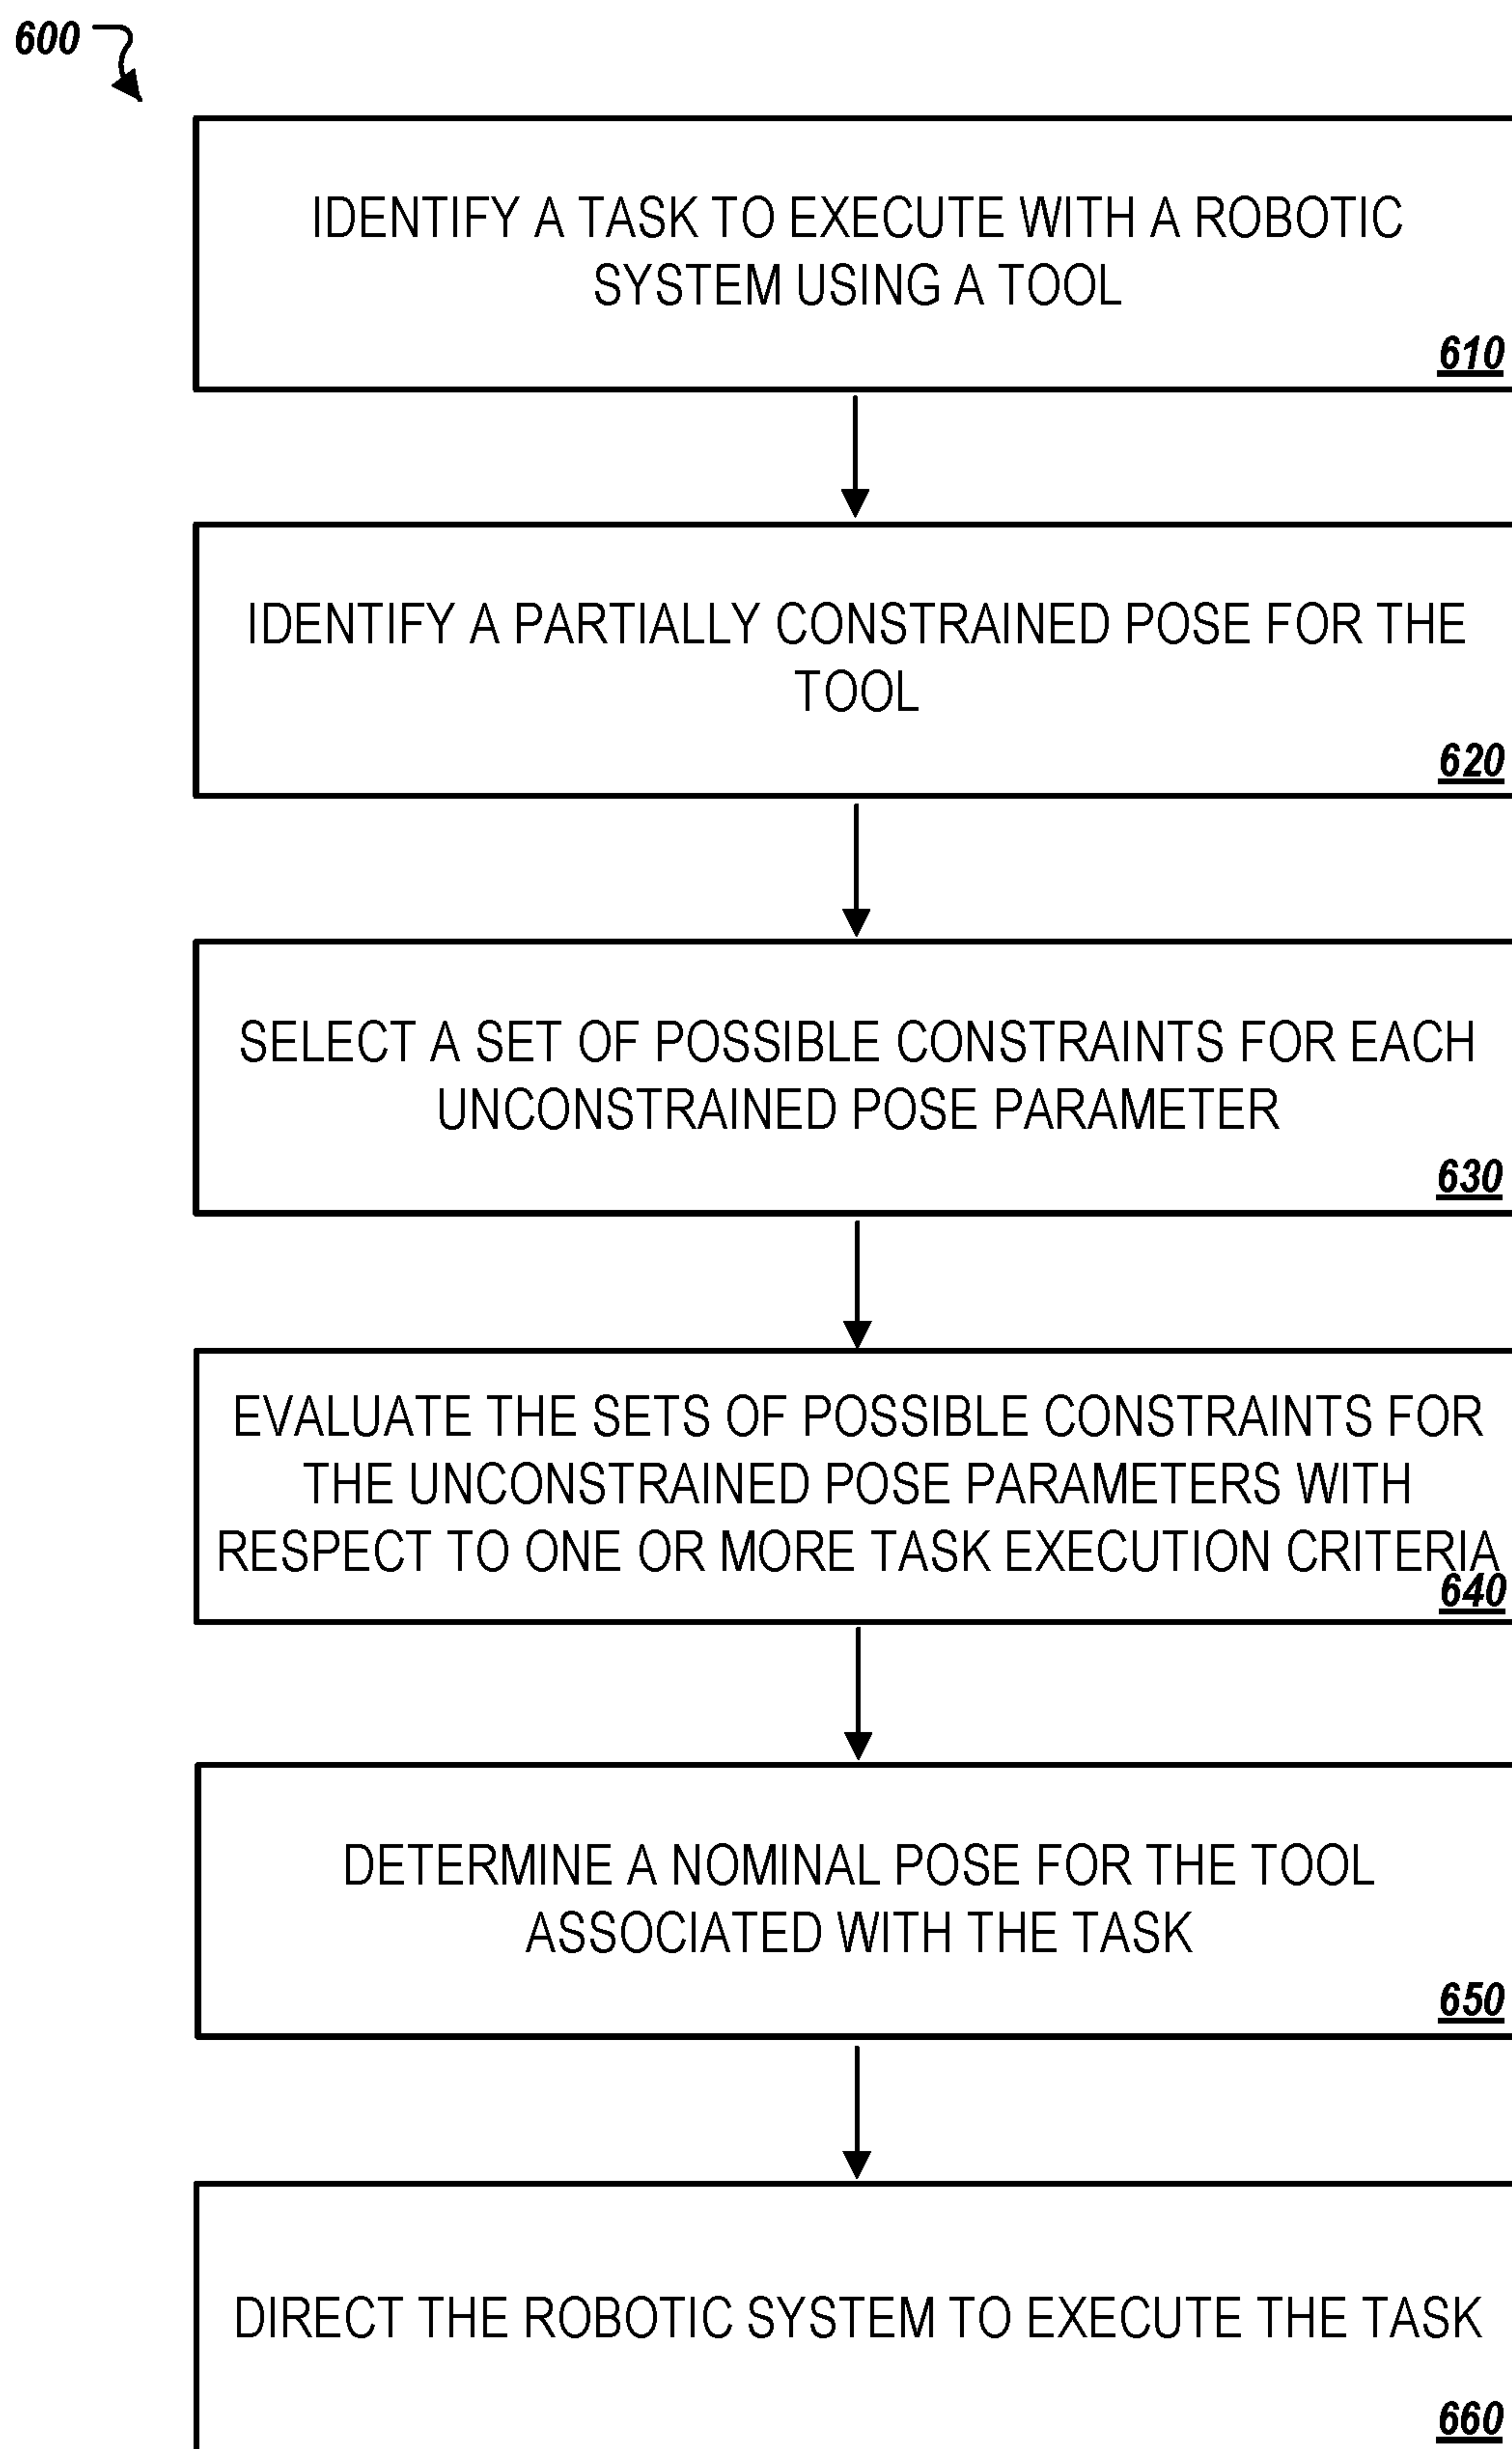 600
IDENTIFY A TASK TO EXECUTE WITH A ROBOTIC
SYSTEM USING A TOOL
610
IDENTIFY A PARTIALLY CONSTRAINED POSE FOR THE
TOOL
620
SELECT A SET OF POSSIBLE CONSTRAINTS FOR EACH
UNCONSTRAINED POSE PARAMETER
630
EVALUATE THE SETS OF POSSIBLE CONSTRAINTS FOR
THE UNCONSTRAINED POSE PARAMETERS WITH
RESPECT TO ONE OR MORE TASK EXECUTION CRITERIA
640
DETERMINE A NOMINAL POSE FOR THE TOOL
ASSOCIATED WITH THE TASK
650
DIRECT THE ROBOTIC SYSTEM TO EXECUTE THE TASK
660